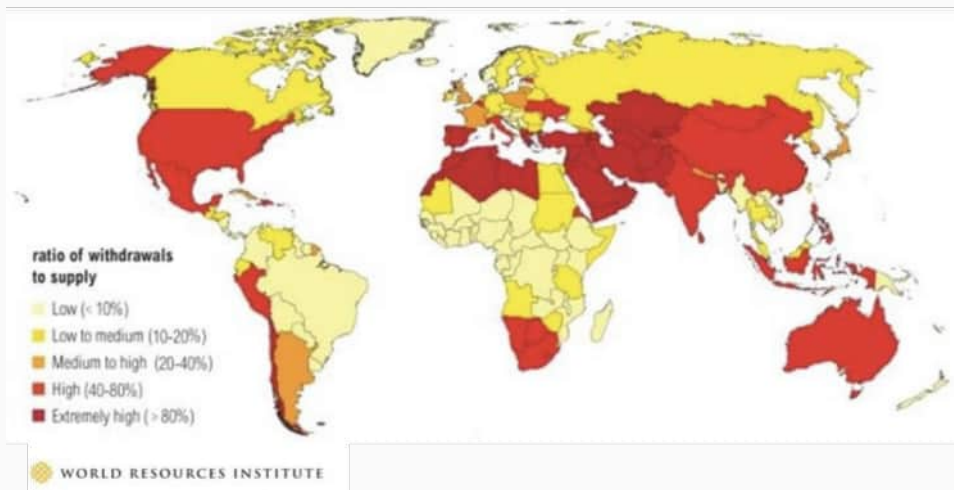 ratio of withdrawals
to supply
Low (< 10%)
Low to medium (10-20%)
Medium to high (20-40%)
High (40-80%)
Extremely high (> 80%)
WORLD RESOURCES INSTITUTE